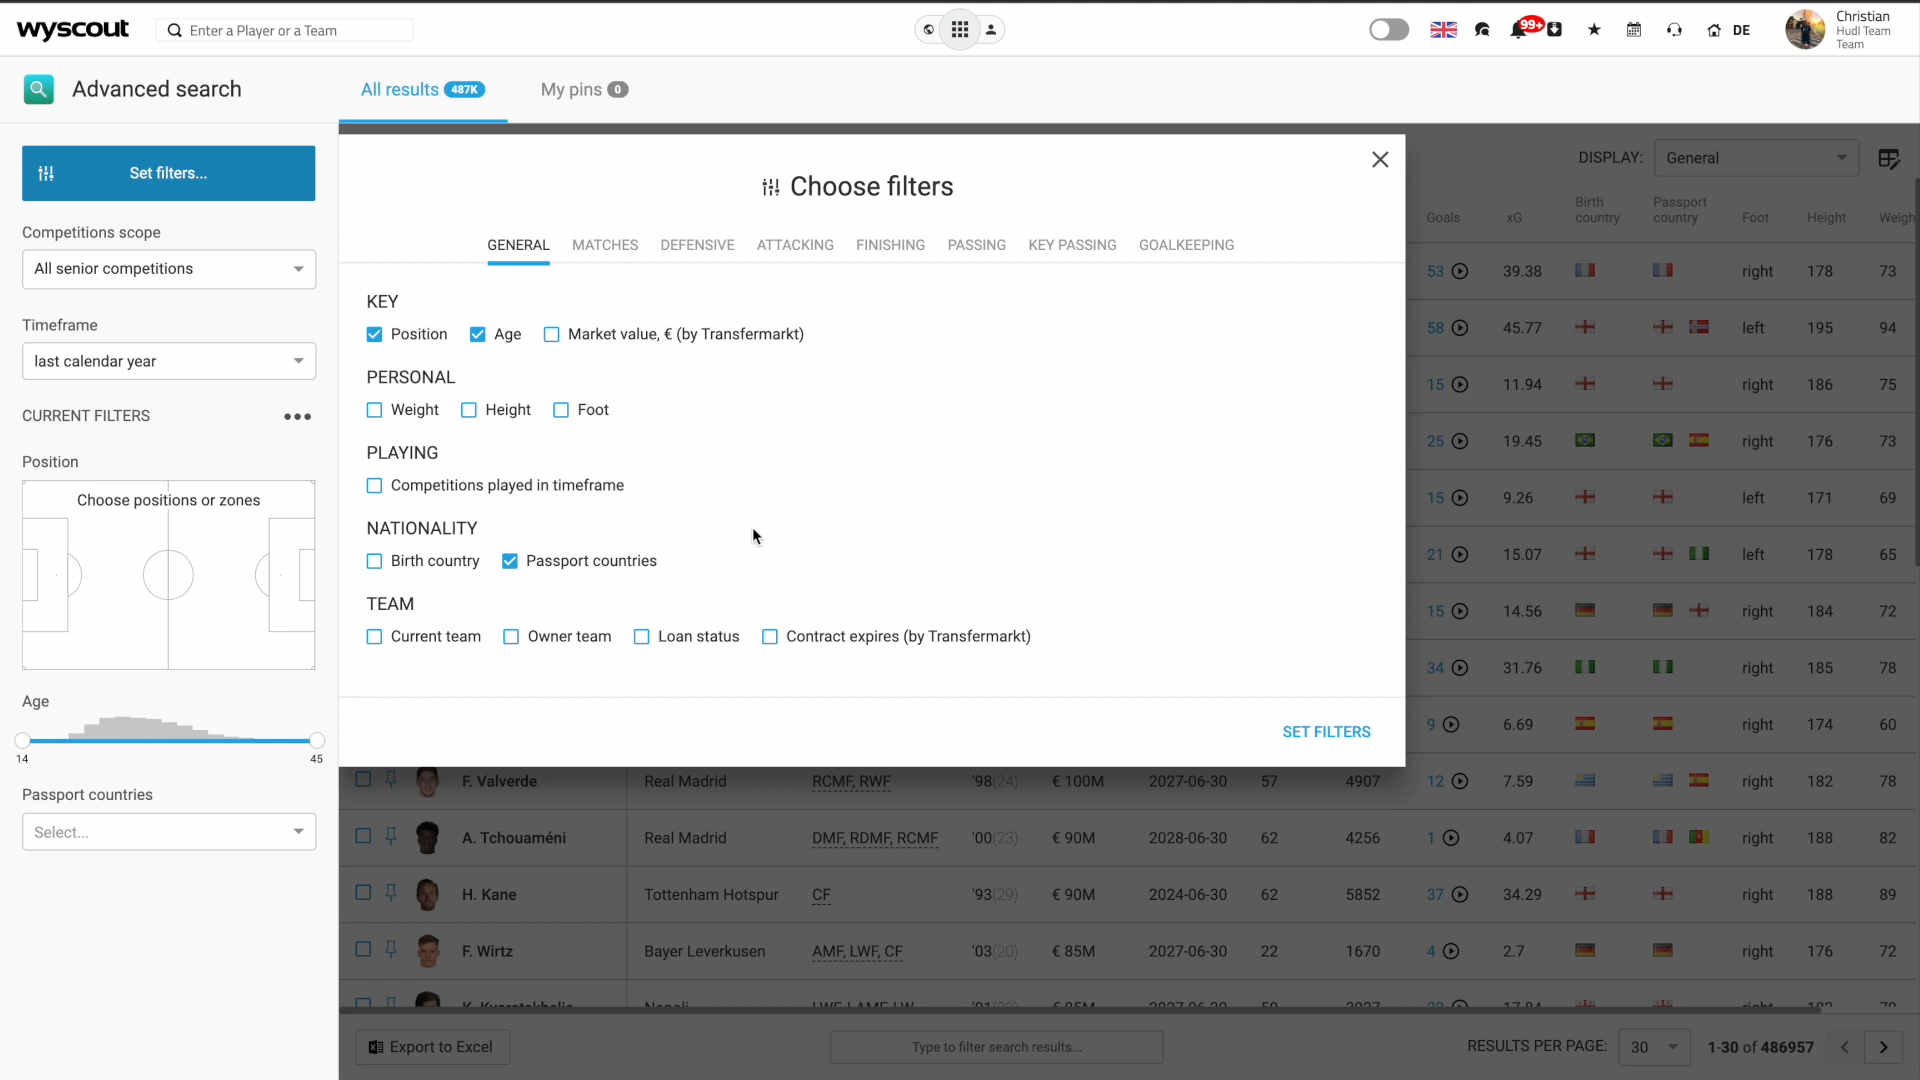 wyscout
Enter a Player or a Team
99+
DE
Christian
Hudl Team
Team
Advanced search
All results 487K
My pins 0
Set filters...
Competitions scope
All senior competitions
Timeframe
last calendar year
CURRENT FILTERS
Position
Choose positions or zones
Age
14 45
Passport countries
Select...
Choose filters
GENERAL MATCHES DEFENSIVE ATTACKING FINISHING PASSING KEY PASSING GOALKEEPING
KEY
Position Age Market value, € (by Transfermarkt)
PERSONAL
Weight Height Foot
PLAYING
Competitions played in timeframe
NATIONALITY
Birth country Passport countries
TEAM
Current team Owner team Loan status Contract expires (by Transfermarkt)
SET FILTERS
DISPLAY: General
Goals xG Birth country Passport country Foot Height Weigh
53 39.38 right 178 73
58 45.77 left 195 94
15 11.94 right 186 75
25 19.45 right 176 73
15 9.26 left 171 69
21 15.07 left 178 65
15 14.56 right 184 72
34 31.76 right 185 78
9 6.69 right 174 60
F. Valverde Real Madrid RCMF, RWF '98(24) € 100M 2027-06-30 57 4907 12 7.59 right 182 78
A. Tchouaméni Real Madrid DMF, RDMF, RCMF '00(23) € 90M 2028-06-30 62 4256 1 4.07 right 188 82
H. Kane Tottenham Hotspur CF '93(29) € 90M 2024-06-30 62 5852 37 34.29 right 188 89
F. Wirtz Bayer Leverkusen AMF, LWF, CF '03(20) € 85M 2027-06-30 22 1670 4 2.7 right 176 72
Export to Excel
Type to filter search results...
RESULTS PER PAGE: 30 1-30 of 486957